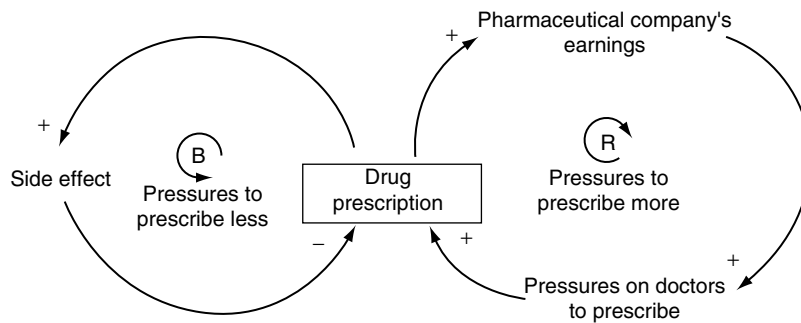 Pharmaceutical company's
earnings
+
+
B
R
Side effect
Pressures to
prescribe less
Drug
prescription
Pressures to
prescribe more
−
+
+
Pressures on doctors
to prescribe